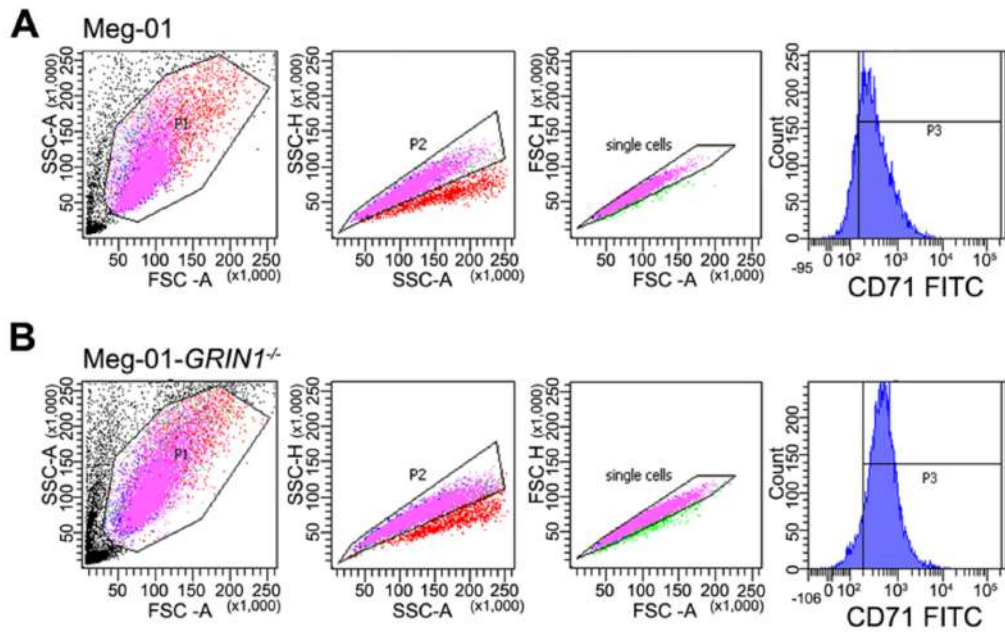 A
Meg-01
SSC-A (x1,000)
50 100 150 200 250
P1
50 100 150 200 250
FSC -A (x1,000)
SSC-H (x1,000)
50 100 150 200 250
P2
50 100 150 200 250
SSC-A (x1,000)
FSC H (x1,000)
50 100 150 200 250
single cells
50 100 150 200 250
FSC -A (x1,000)
Count
0 50 100 150 200 250
P3
-95 0 10² 10³ 10⁴ 10⁵
CD71 FITC
B
Meg-01-GRIN1-/-
SSC-A (x1,000)
50 100 150 200 250
P1
50 100 150 200 250
FSC -A (x1,000)
SSC-H (x1,000)
50 100 150 200 250
P2
50 100 150 200 250
SSC-A (x1,000)
FSC-H (x1,000)
50 100 150 200 250
single cells
50 100 150 200 250
FSC -A (x1,000)
Count
0 50 100 150 200
P3
-106 0 10² 10³ 10⁴ 10⁵
CD71 FITC